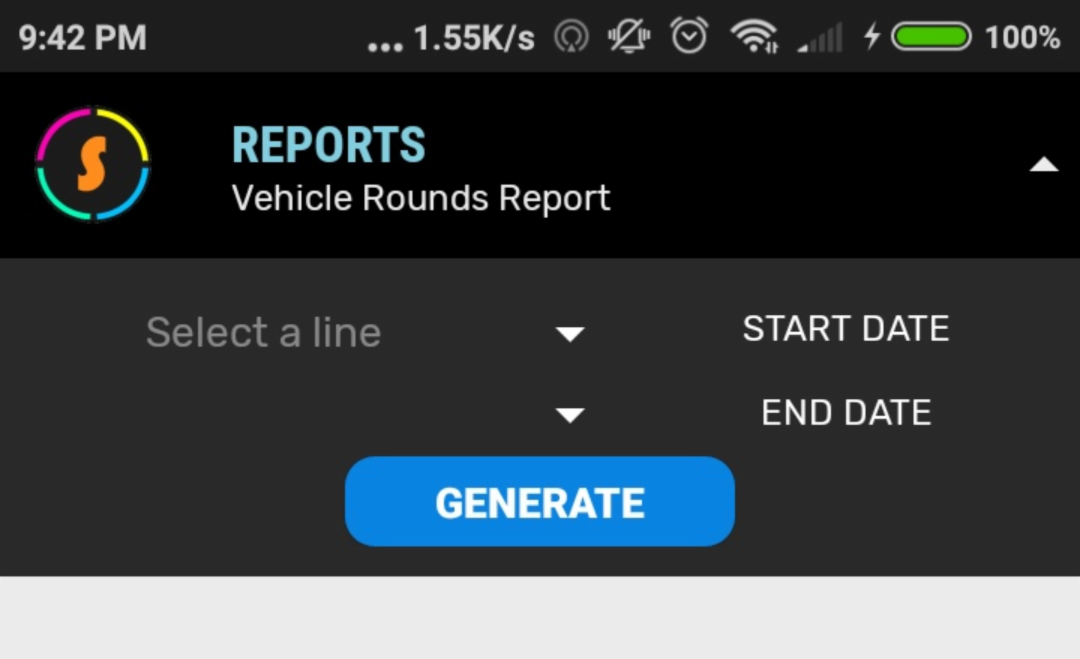 9:42 PM ... 1.55K/s 100%
S
REPORTS
Vehicle Rounds Report
Select a line START DATE
END DATE
GENERATE